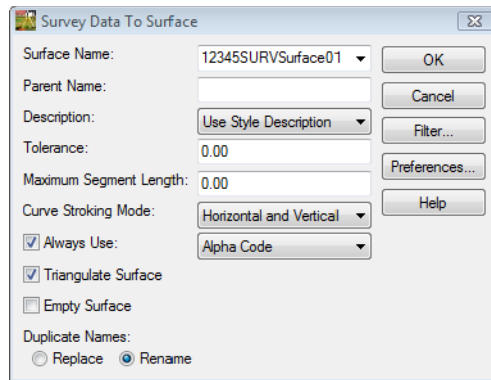 Survey Data To Surface
Surface Name: 12345SURVSurface01 OK
Parent Name: Cancel
Description: Use Style Description Filter...
Tolerance: 0.00 Preferences...
Maximum Segment Length: 0.00
Curve Stroking Mode: Horizontal and Vertical Help
Always Use: Alpha Code
Triangulate Surface
Empty Surface
Duplicate Names:
Replace Rename